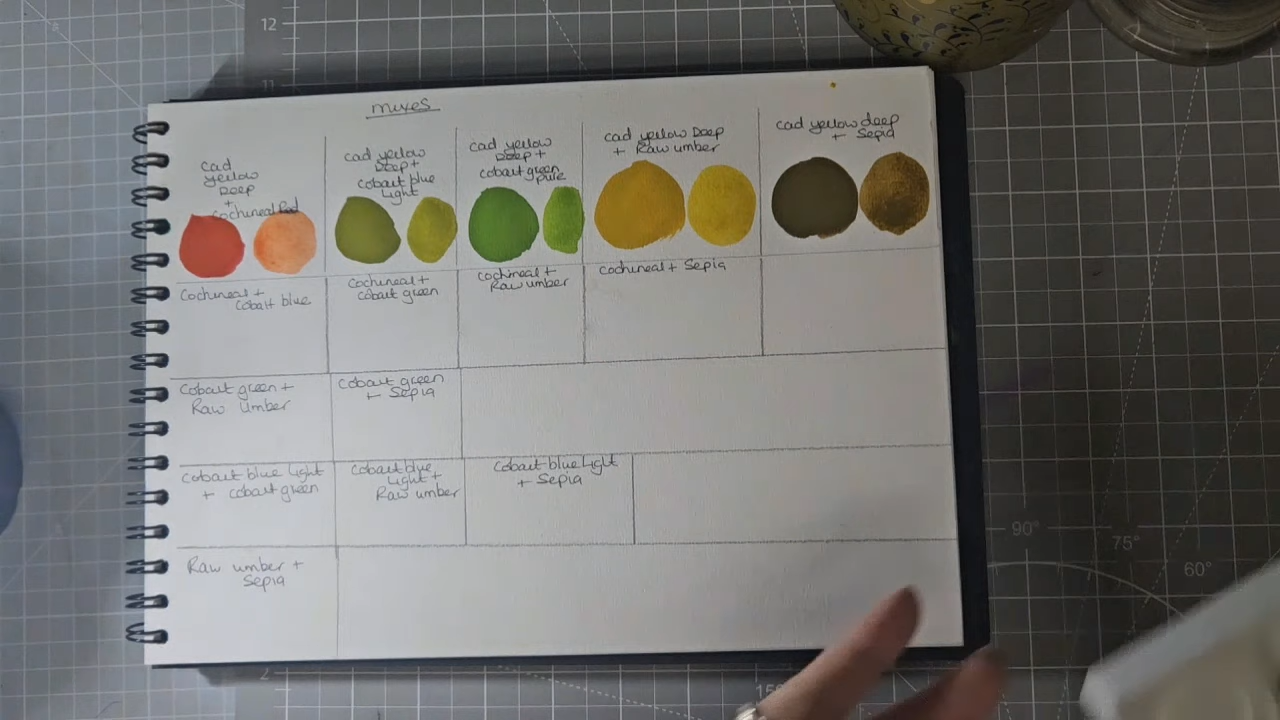 12
11
mixes
cad
yellow
Deep
+
Cochineal Red
cad yellow
Deep +
cobalt blue
Light
cad yellow
Deep +
cobalt green
pure
cad yellow Deep
+ Raw umber
cad yellow deep
+ Sepia
Cochineal +
Cobalt blue
Cochineal +
cobalt green
cochineal +
Raw umber
cochineal + Sepia
Cobalt green +
Raw Umber
Cobalt green
+ Sepia
Cobalt blue Light
+ cobalt green
Cobalt blue
Light +
Raw umber
Cobalt blue Light
+ Sepia
Raw umber +
Sepia
90°
75°
60°
2